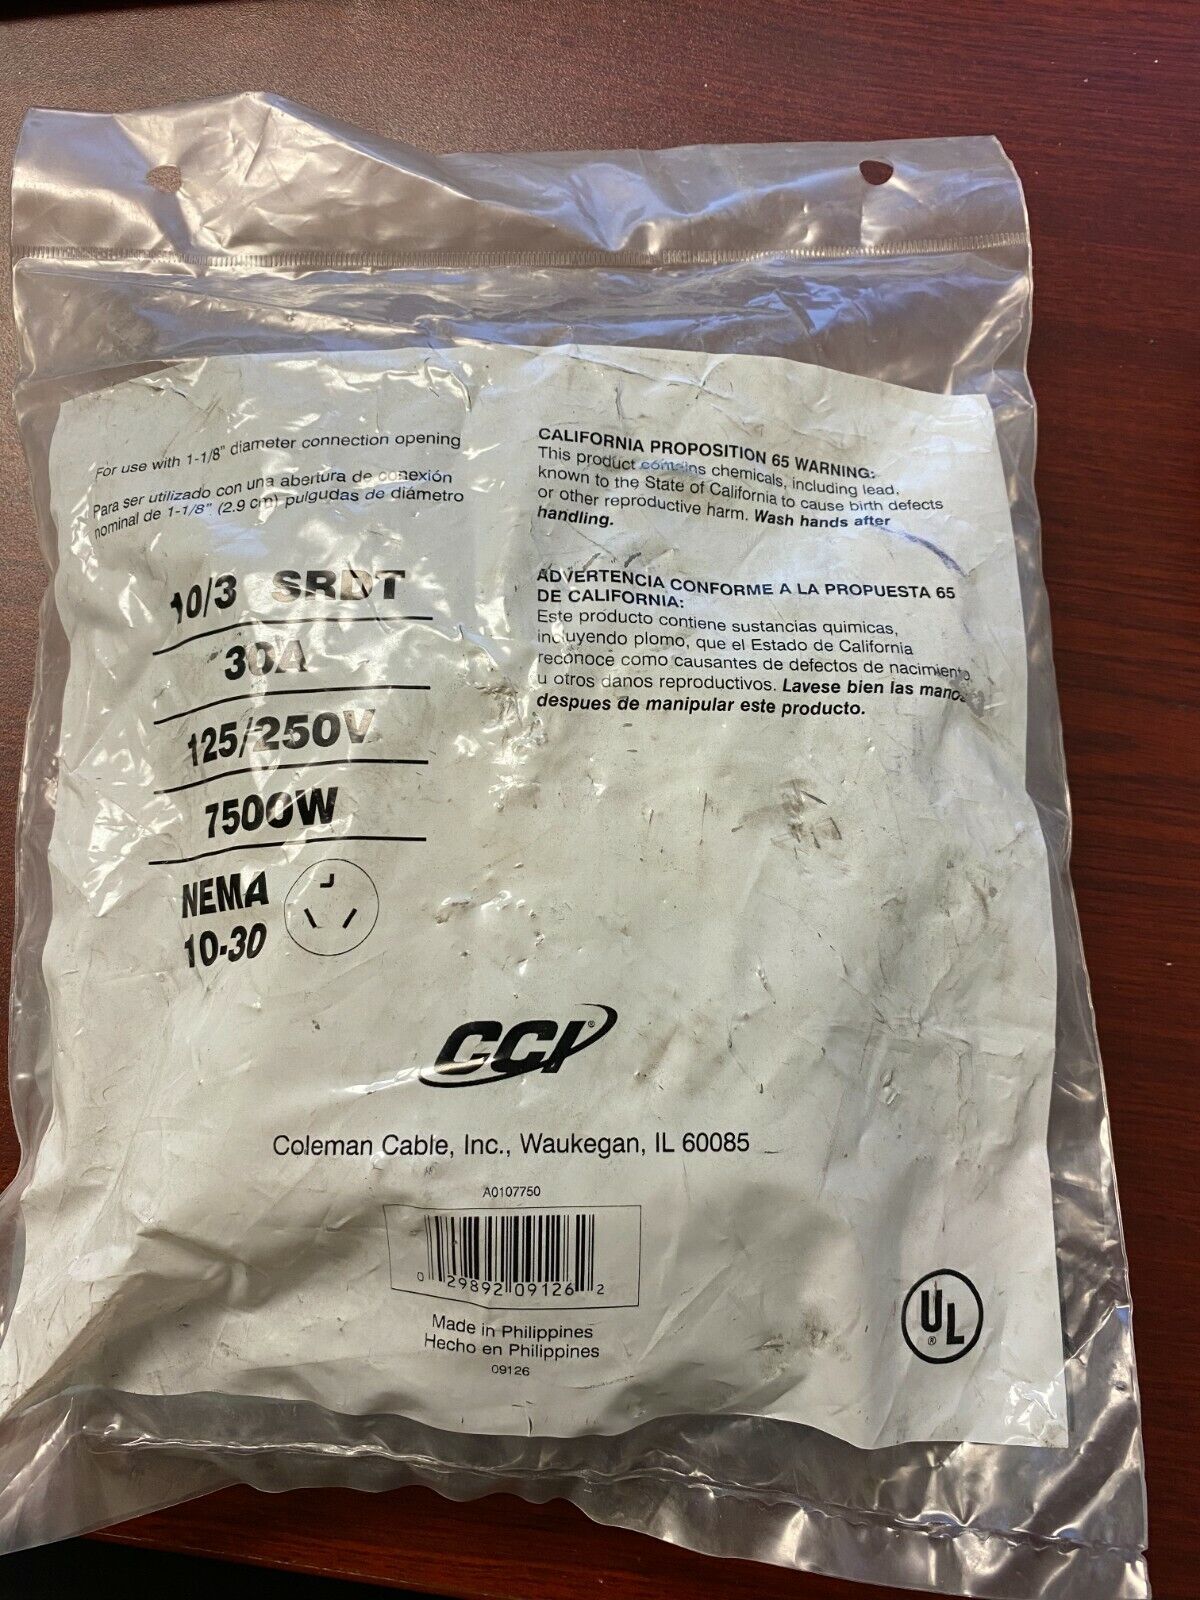 For use with 1-1/8" diameter connection opening
Para ser utilizado con una abertura de conexión
nominal de 1-1/8" (2.9 cm) pulgudas de diámetro
10/3 SRDT
30A
125/250V
7500W
NEMA
10-30
CALIFORNIA PROPOSITION 65 WARNING:
This product contains chemicals, including lead,
known to the State of California to cause birth defects
or other reproductive harm. Wash hands after
handling.
ADVERTENCIA CONFORME A LA PROPUESTA 65
DE CALIFORNIA:
Este producto contiene sustancias quimicas,
incluyendo plomo, que el Estado de California
reconoce como causantes de defectos de nacimiento
u otros danos reproductivos. Lavese bien las manos
despues de manipular este producto.
CCI®
Coleman Cable, Inc., Waukegan, IL 60085
A0107750
0 29892 09126 2
Made in Philippines
Hecho en Philippines
09126
UL®